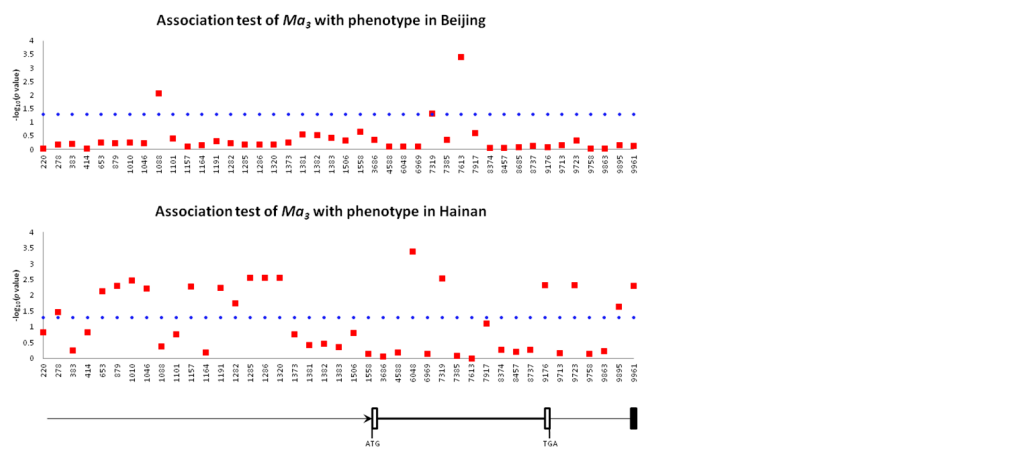 Association test of Ma3 with phenotype in Beijing
-log10(p value)
4
3.5
3
2.5
2
1.5
1
0.5
0
220 278 383 414 653 879 1010 1046 1088 1101 1157 1164 1191 1282 1285 1286 1320 1373 1381 1382 1383 1506 1558 3686 4588 6048 6969 7319 7385 7613 7917 8374 8457 8685 8737 9176 9713 9723 9758 9863 9895 9961
Association test of Ma3 with phenotype in Hainan
-log10(p value)
4
3.5
3
2.5
2
1.5
1
0.5
0
220 278 383 414 653 879 1010 1046 1088 1101 1157 1164 1191 1282 1285 1286 1320 1373 1381 1382 1383 1506 1558 3686 4588 6048 6969 7319 7385 7613 7917 8374 8457 8737 9176 9713 9723 9758 9863 9895 9961
ATG TGA